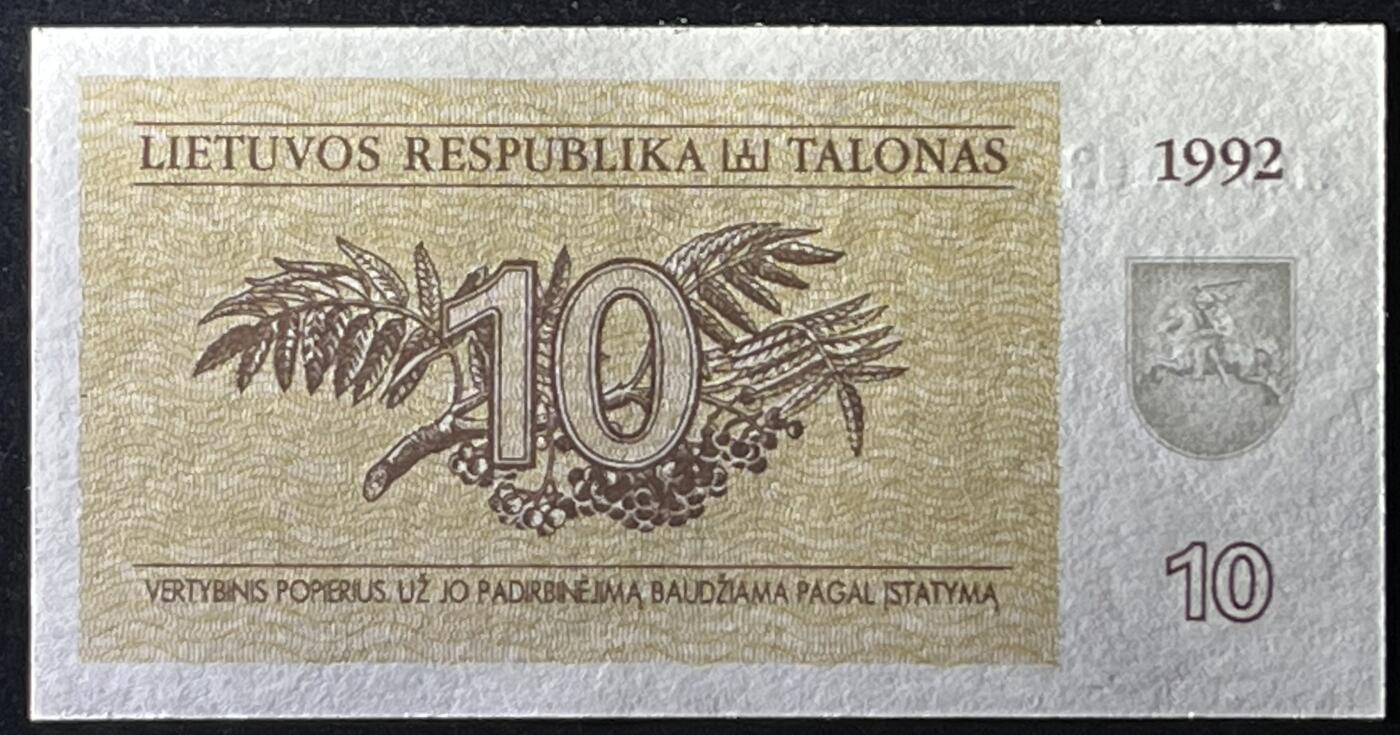 LIETUVOS RESPUBLIKA TALONAS
1992
10
10
VERTYBINIS POPIERIUS. UŽ JO PADIRBINĖJIMĄ BAUDŽIAMA PAGAL ĮSTATYMĄ